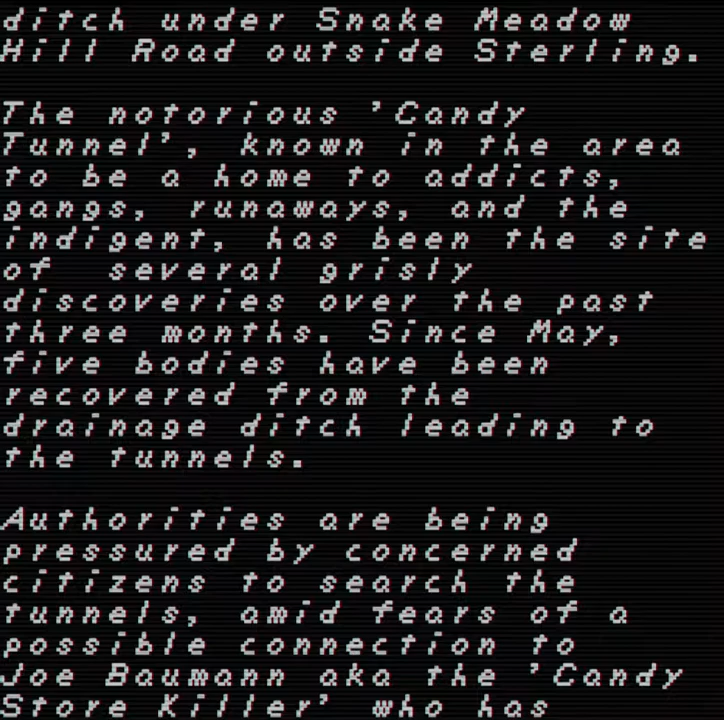 ditch under Snake Meadow
Hill Road outside Sterling.
The notorious 'Candy
Tunnel', known in the area
to be a home to addicts,
gangs, runaways, and the
indigent, has been the site
of several grisly
discoveries over the past
three months. Since May,
five bodies have been
recovered from the
drainage ditch leading to
the tunnels.
Authorities are being
pressured by concerned
citizens to search the
tunnels, amid fears of a
possible connection to
Joe Baumann aka the 'Candy
Store Killer' who has